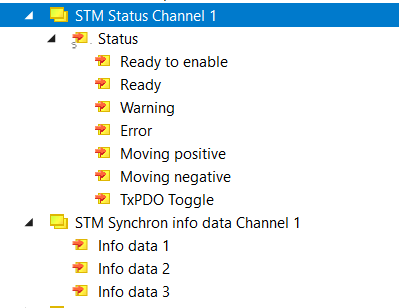 STM Status Channel 1
Status
Ready to enable
Ready
Warning
Error
Moving positive
Moving negative
TxPDO Toggle
STM Synchron info data Channel 1
Info data 1
Info data 2
Info data 3